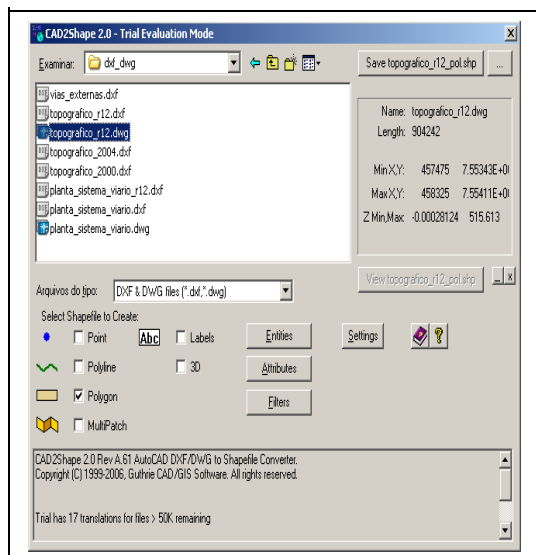 CAD2Shape 2.0 - Trial Evaluation Mode
Examinar: dxf_dwg
Save topografico_r12_pol.shp ...
vias_externas.dxf
topografico_r12.dxf
topografico_r12.dwg
topografico_2004.dxf
topografico_2000.dxf
planta_sistema_viario_r12.dxf
planta_sistema_viario.dxf
planta_sistema_viario.dwg
Name: topografico_r12.dwg
Length: 904242
Min X,Y: 457475 7.55343E+0
Max X,Y: 458325 7.55411E+0
Z Min,Max: -0.00028124 515.613
View topografico_r12_pol.shp
Arquivos do tipo: DXF & DWG files (*.dxf,*.dwg)
Select Shapefile to Create:
Point Abc Labels Entities Settings
Polyline 3D Attributes
Polygon Filters
MultiPatch
CAD2Shape 2.0 Rev A.61 AutoCAD DXF/DWG to Shapefile Converter.
Copyright (C) 1999-2006, Guthrie CAD/GIS Software. All rights reserved.
Trial has 17 translations for files > 50K remaining